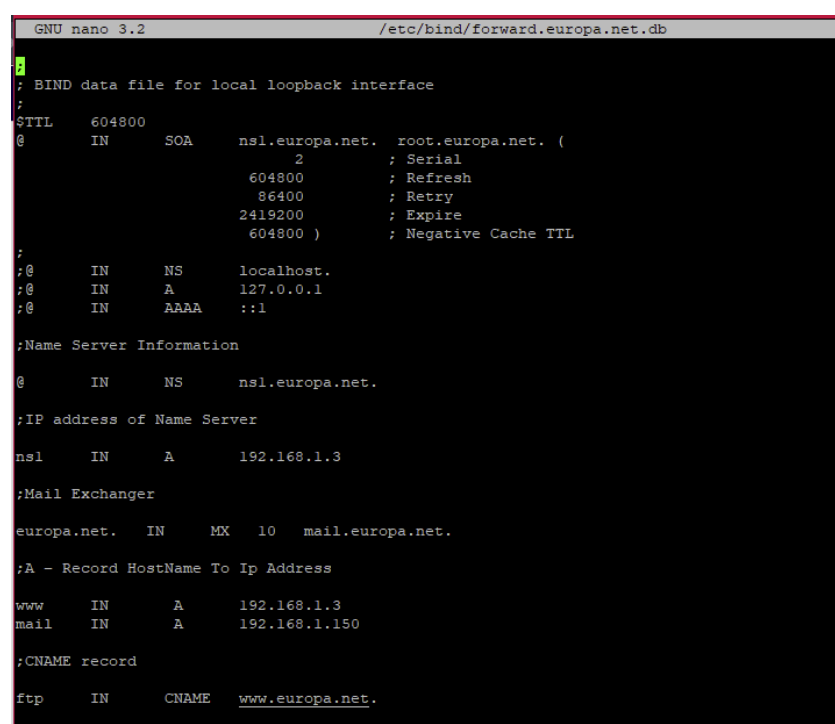 GNU nano 3.2 /etc/bind/forward.europa.net.db
;
; BIND data file for local loopback interface
;
$TTL 604800
@ IN SOA ns1.europa.net. root.europa.net. (
2 ; Serial
604800 ; Refresh
86400 ; Retry
2419200 ; Expire
604800 ) ; Negative Cache TTL
;
;@ IN NS localhost.
;@ IN A 127.0.0.1
;@ IN AAAA ::1
;Name Server Information
@ IN NS ns1.europa.net.
;IP address of Name Server
ns1 IN A 192.168.1.3
;Mail Exchanger
europa.net. IN MX 10 mail.europa.net.
;A - Record HostName To Ip Address
www IN A 192.168.1.3
mail IN A 192.168.1.150
;CNAME record
ftp IN CNAME www.europa.net.